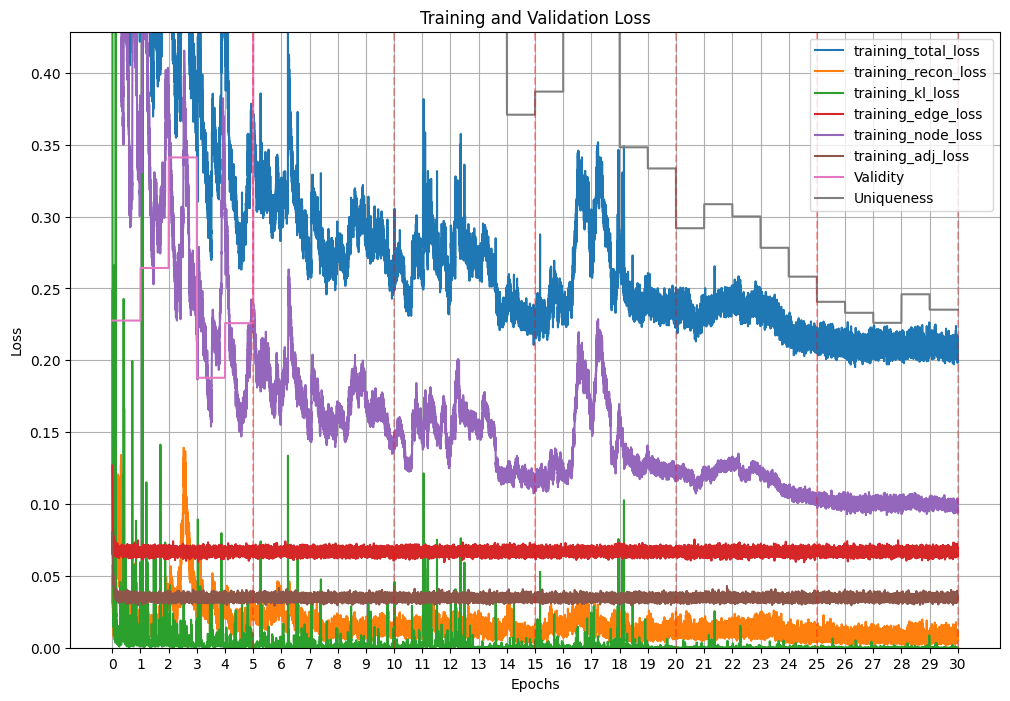 Training and Validation Loss
training_total_loss
training_recon_loss
training_kl_loss
training_edge_loss
training_node_loss
training_adj_loss
Validity
Uniqueness
Loss
0.40
0.35
0.30
0.25
0.20
0.15
0.10
0.05
0.00
0 1 2 3 4 5 6 7 8 9 10 11 12 13 14 15 16 17 18 19 20 21 22 23 24 25 26 27 28 29 30
Epochs